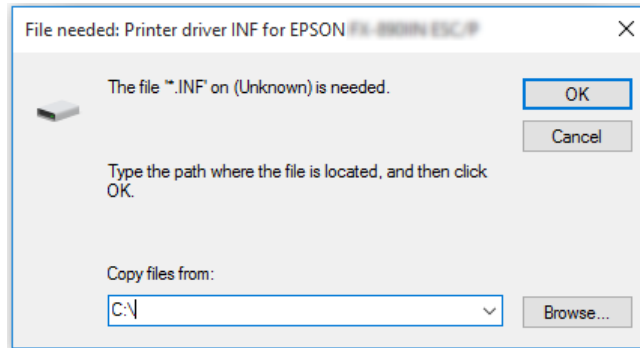 File needed: Printer driver INF for EPSON
The file '*.INF' on (Unknown) is needed.
OK
Cancel
Type the path where the file is located, and then click
OK.
Copy files from:
C:\
Browse...